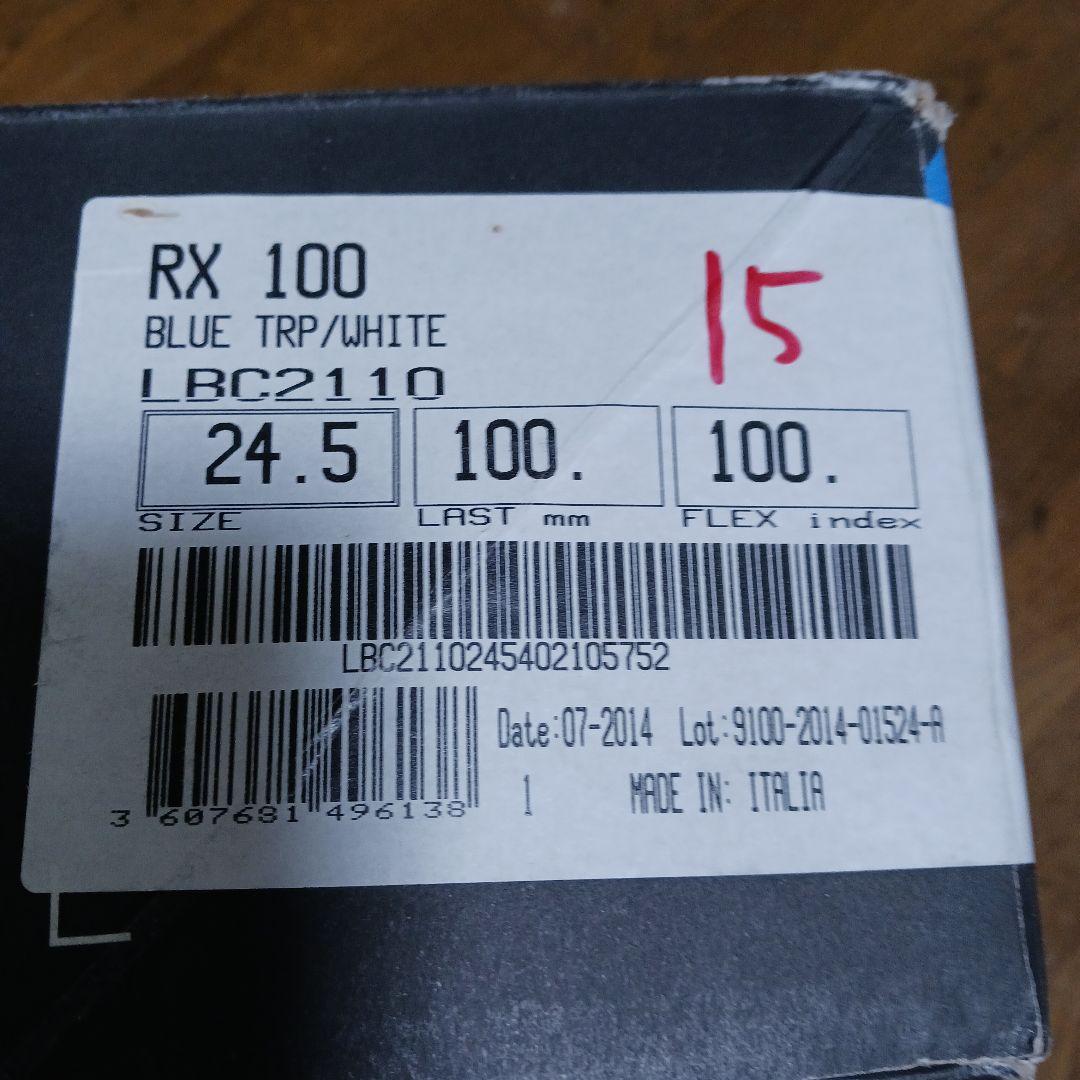 RX 100
15
BLUE TRP/WHITE
LBC2110
24.5 100. 100.
SIZE LAST mm FLEX index
LBC2110245402105752
Date:07-2014 Lot:9100-2014-01524-A
1 MADE IN: ITALIA
3 607681 496138